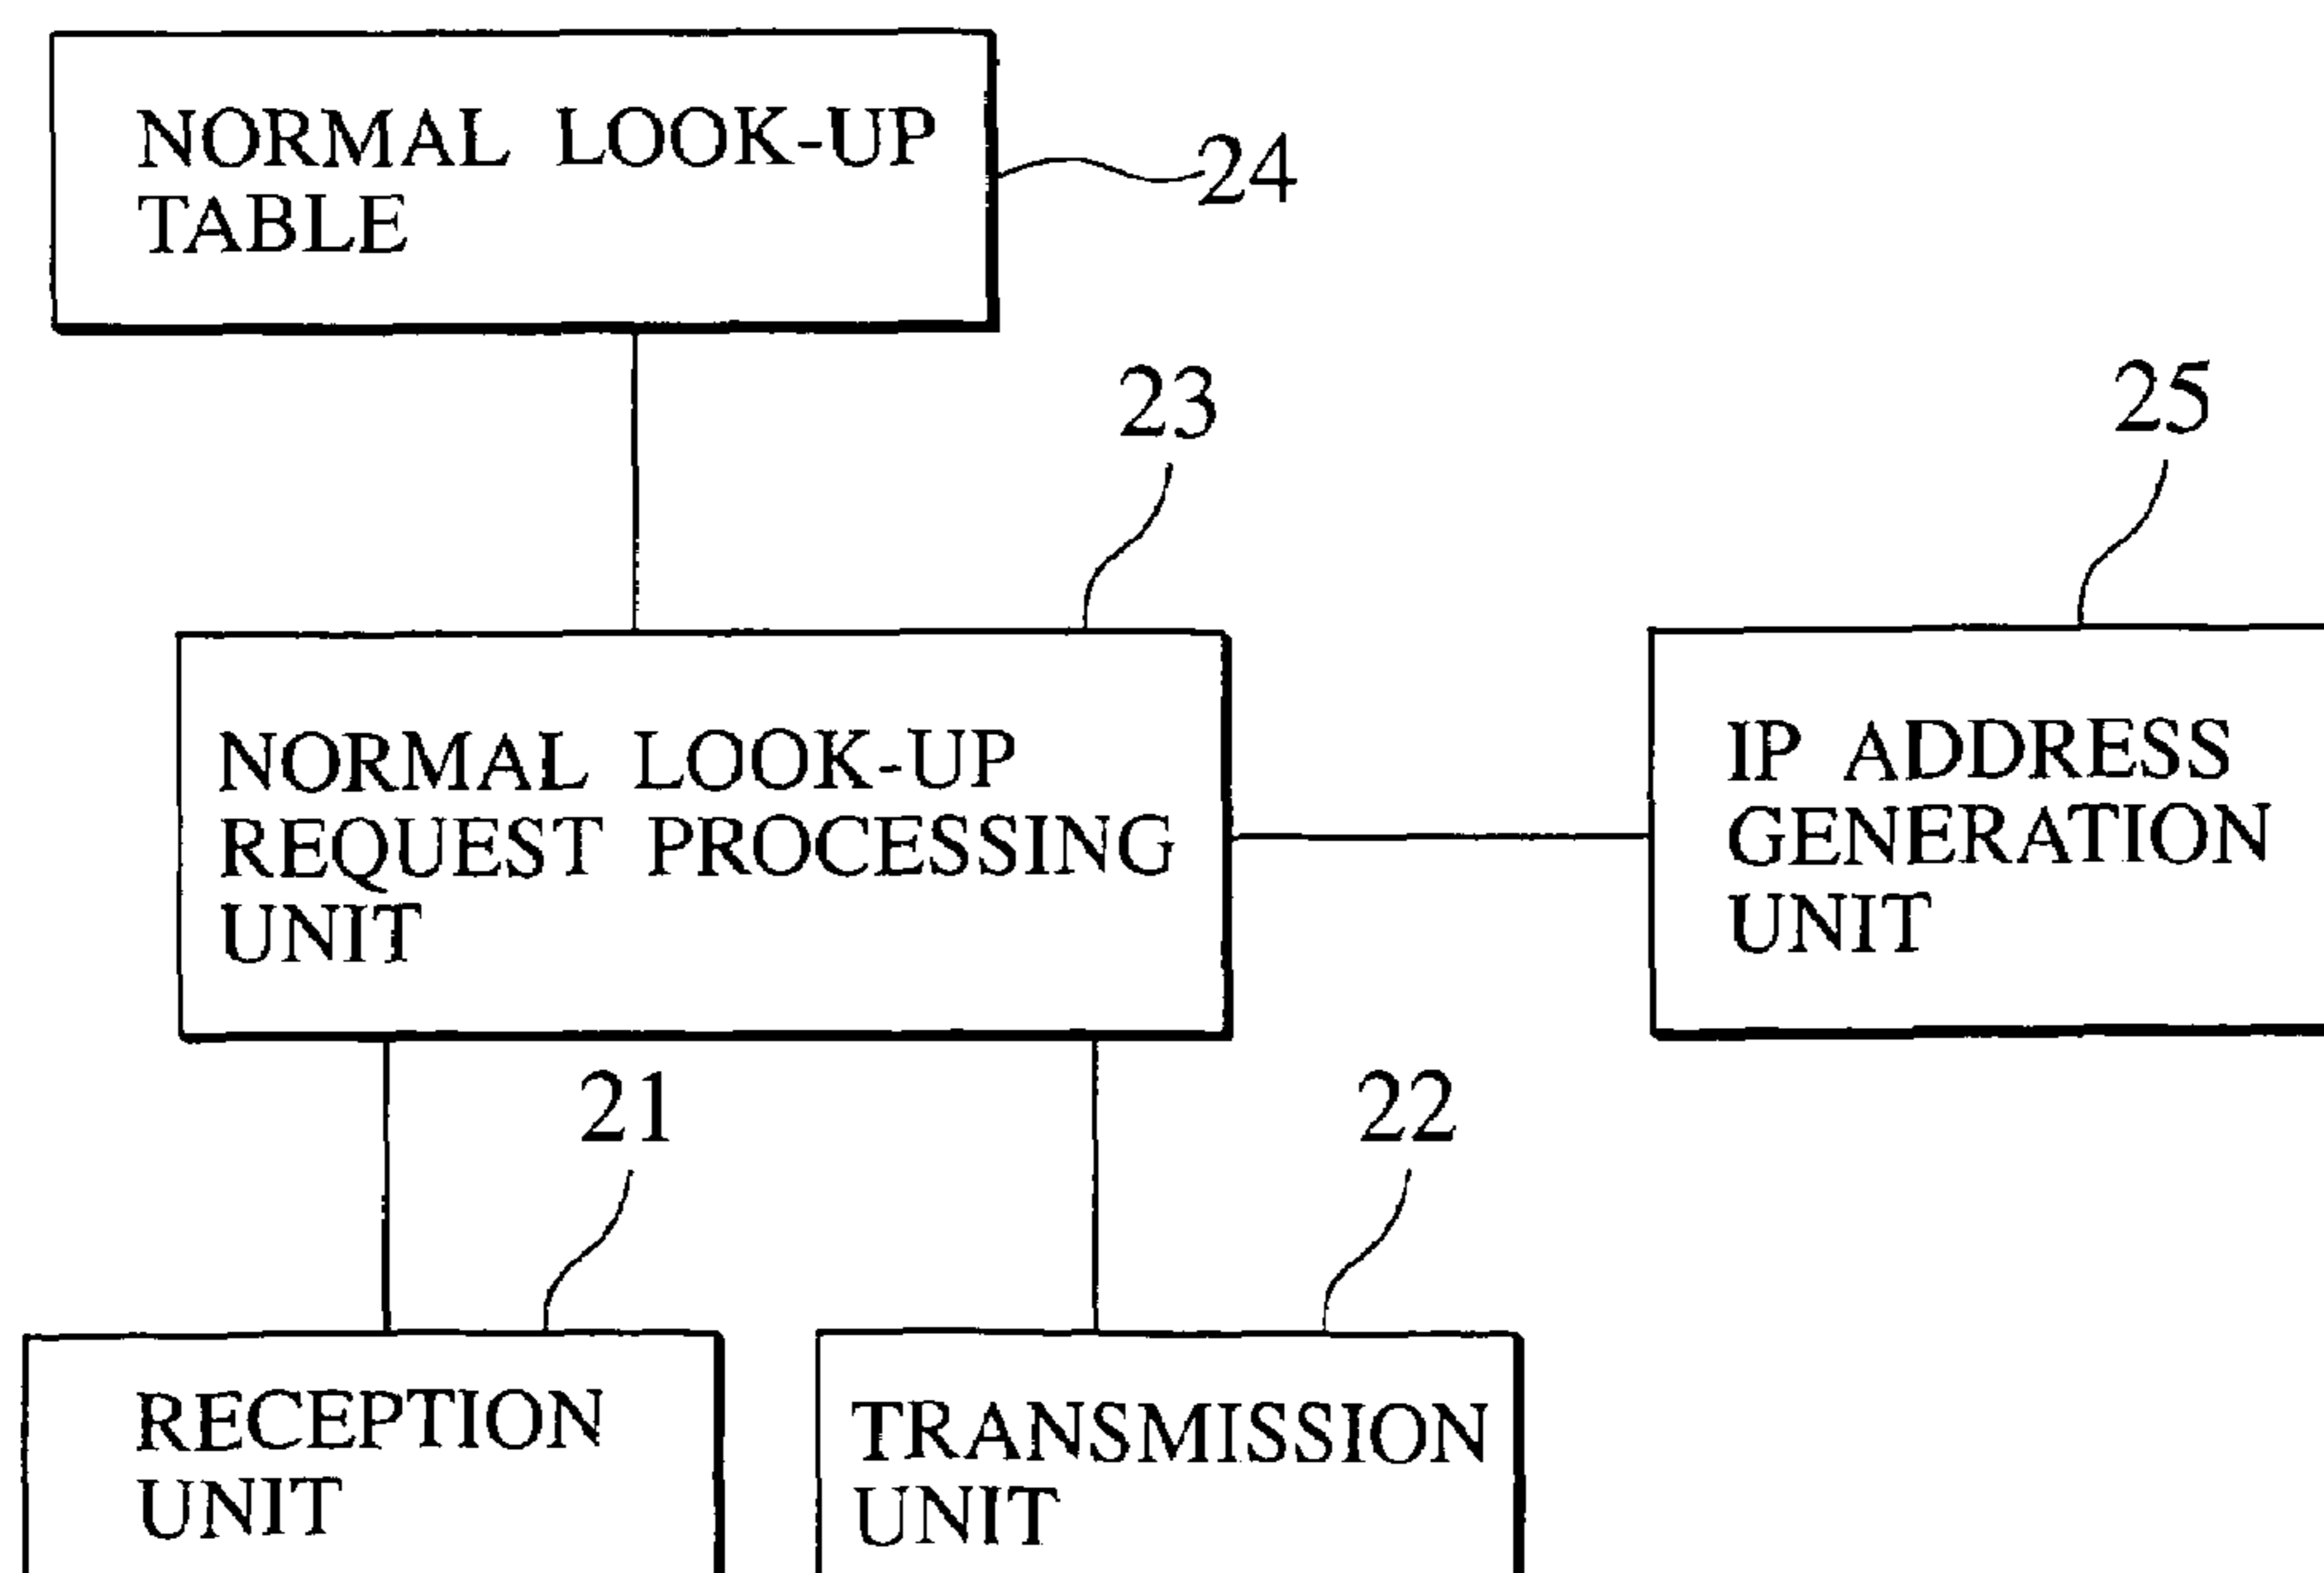 NORMAL LOOK-UP
TABLE
24
23
25
NORMAL LOOK-UP
REQUEST PROCESSING
UNIT
IP ADDRESS
GENERATION
UNIT
21
22
RECEPTION
UNIT
TRANSMISSION
UNIT